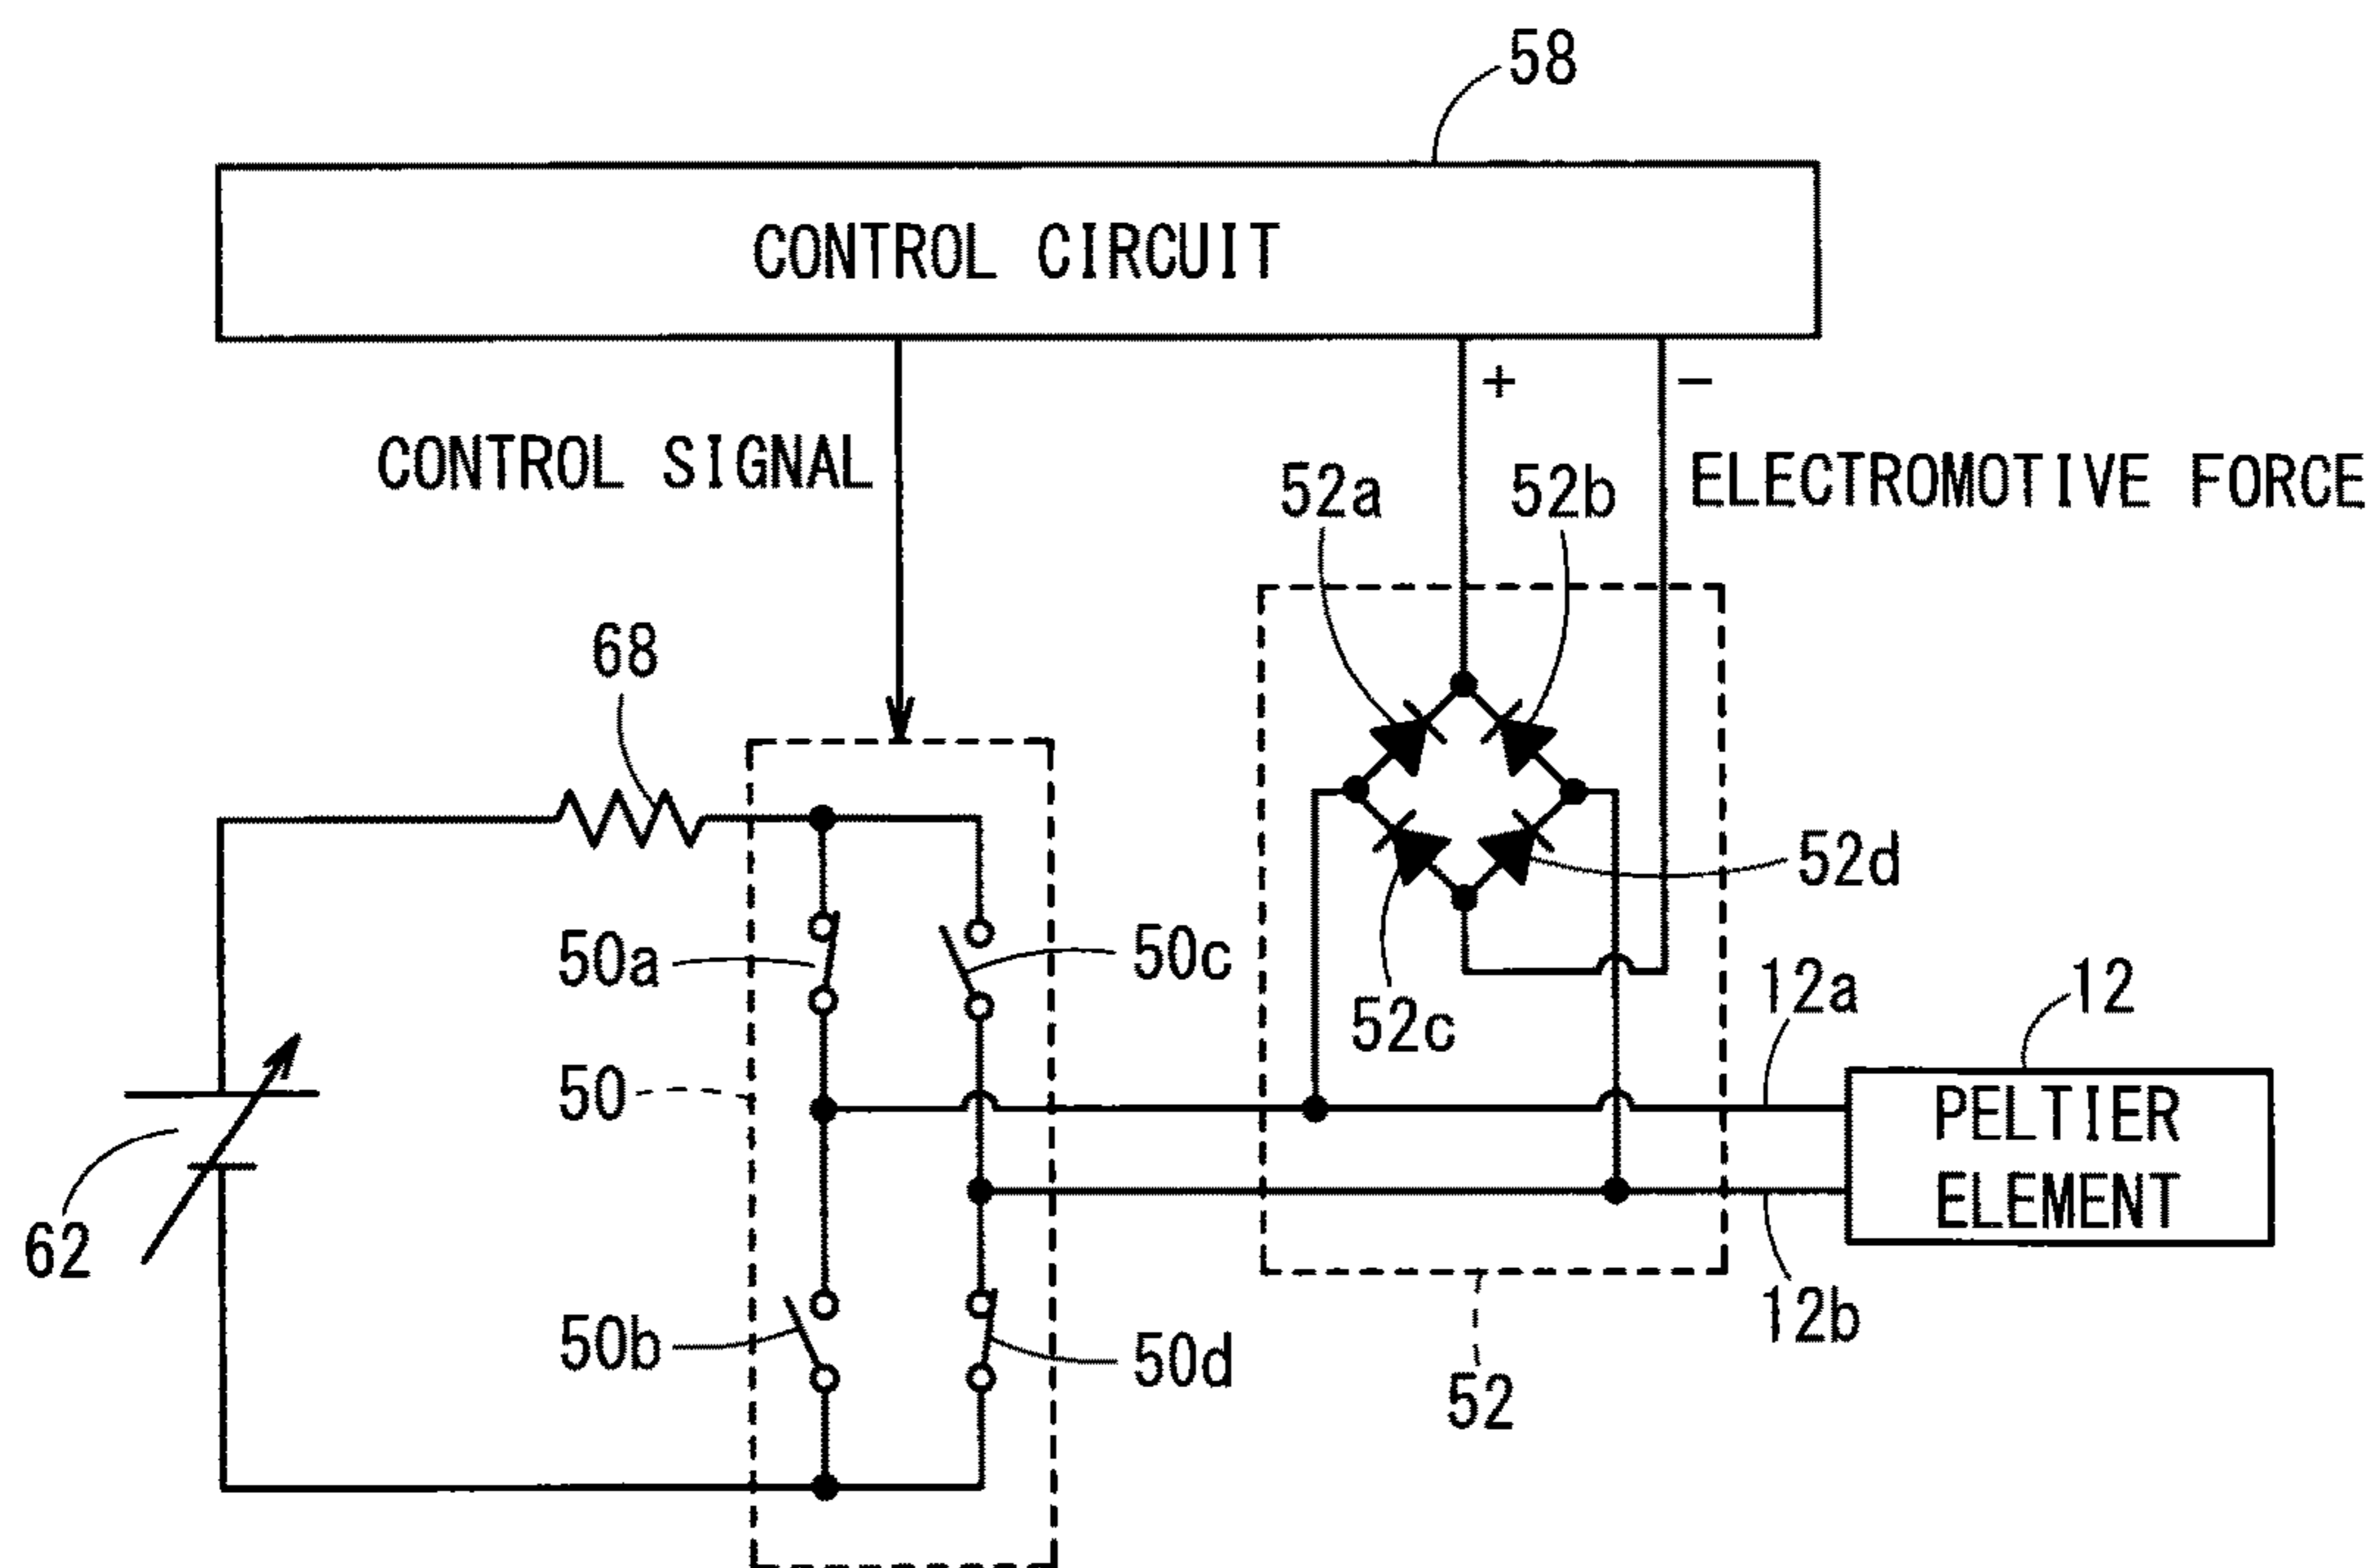 58
CONTROL CIRCUIT
+
−
CONTROL SIGNAL
52a
52b
ELECTROMOTIVE FORCE
68
52d
50a
50c
12a
12
52c
50
PELTIER
ELEMENT
62
12b
50b
50d
52